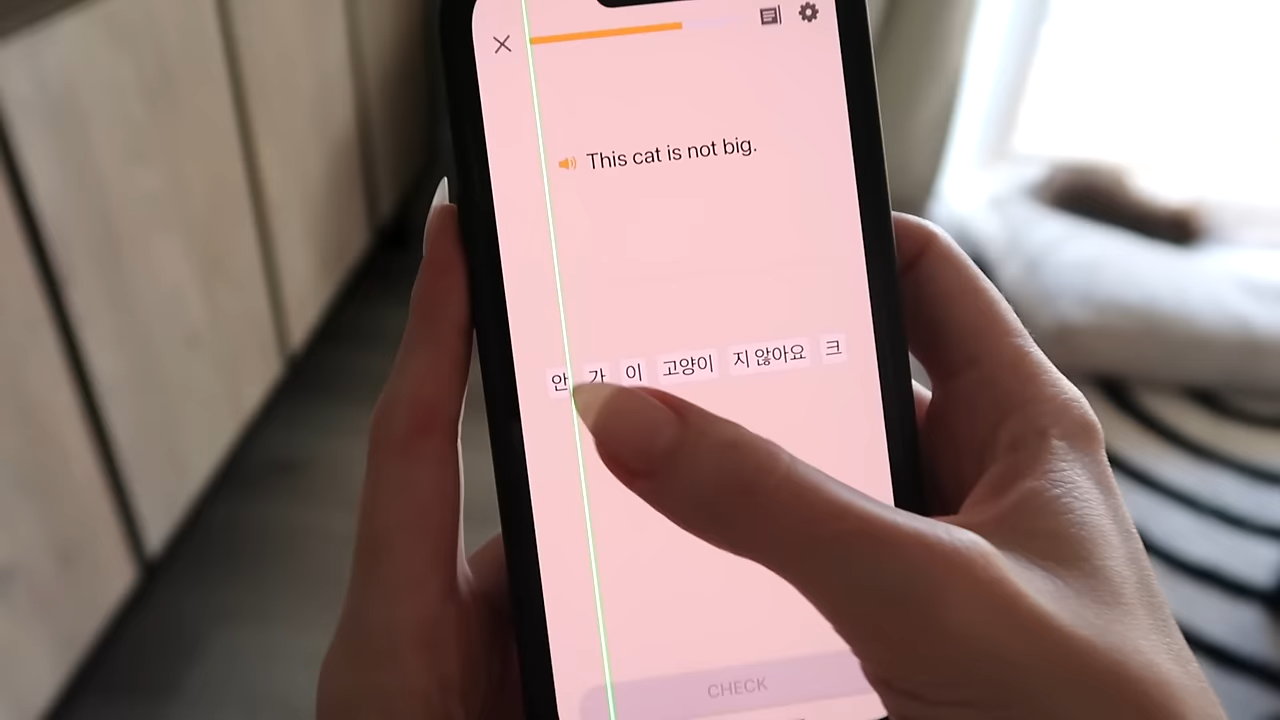 This cat is not big.
안 가 이 고양이 지 않아요 크
CHECK